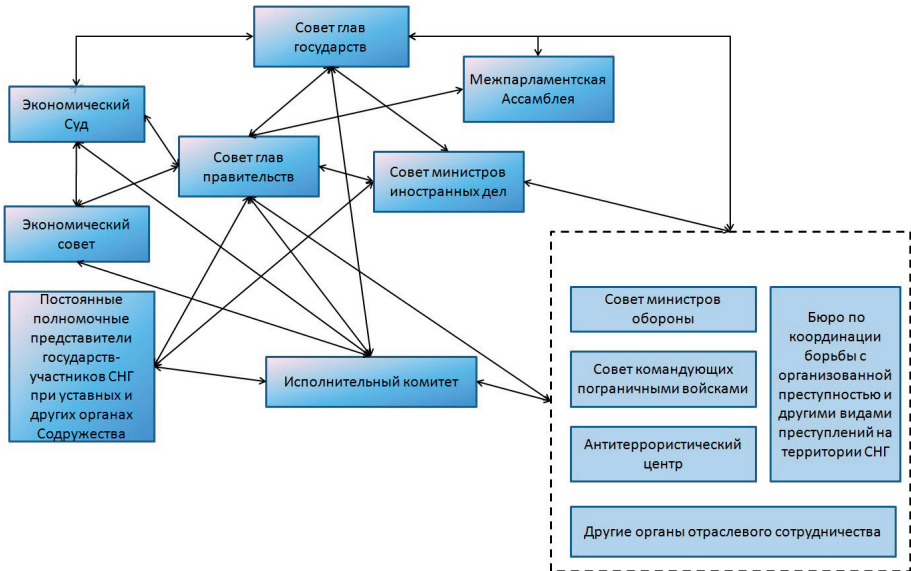 Совет глав
государств
Межпарламентская
Ассамблея
Экономический
Суд
Совет глав
правительств
Совет министров
иностранных дел
Экономический
совет
Постоянные
полномочные
представители
государств-
участников СНГ
при уставных и
других органах
Содружества
Исполнительный комитет
Совет министров
обороны
Совет командующих
пограничными войсками
Антитеррористический
центр
Бюро по
координации
борьбы с
организованной
преступностью и
другими видами
преступлений на
территории СНГ
Другие органы отраслевого сотрудничества